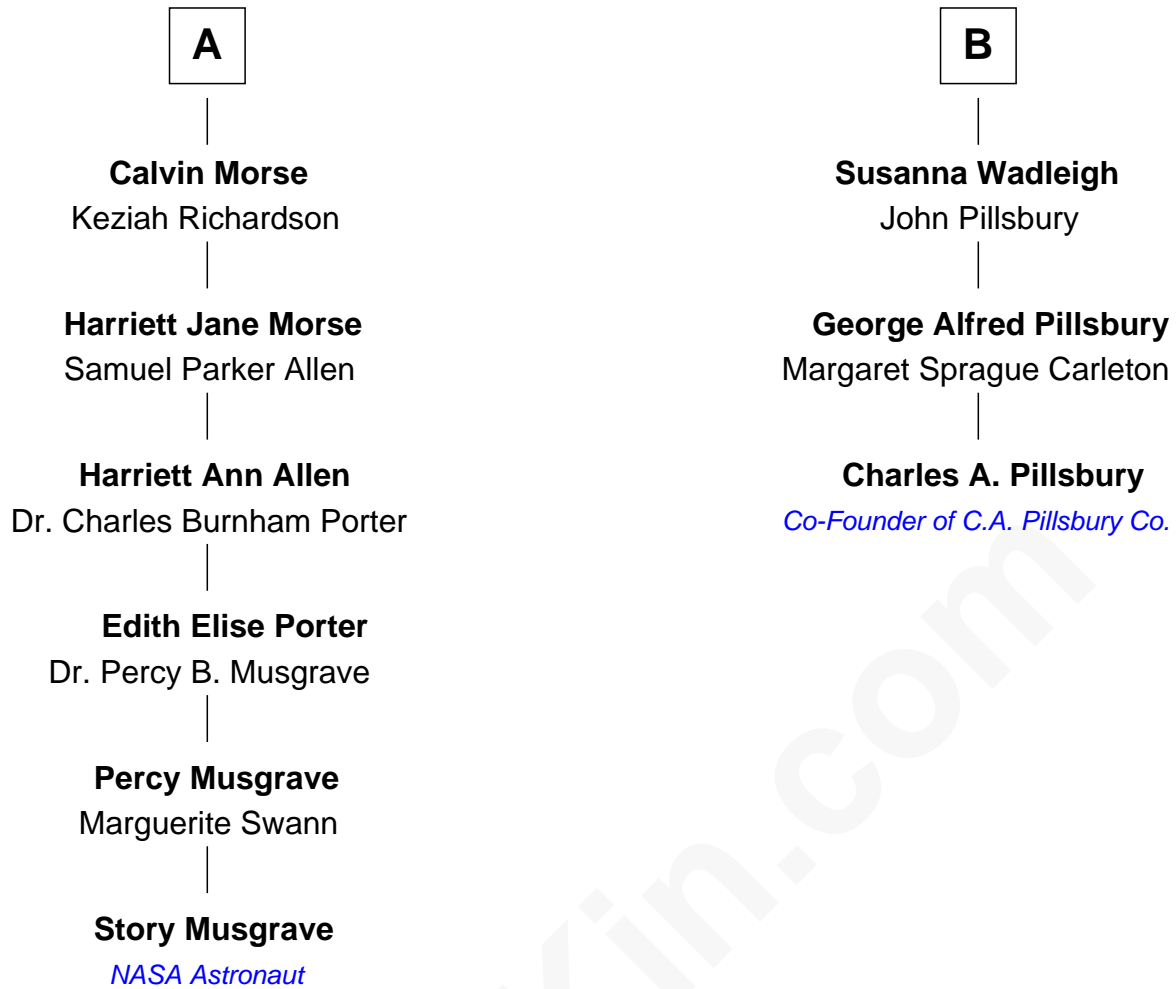 A
Calvin Morse
Keziah Richardson
Harriett Jane Morse
Samuel Parker Allen
Harriett Ann Allen
Dr. Charles Burnham Porter
Edith Elise Porter
Dr. Percy B. Musgrave
Percy Musgrave
Marguerite Swann
Story Musgrave
NASA Astronaut
B
Susanna Wadleigh
John Pillsbury
George Alfred Pillsbury
Margaret Sprague Carleton
Charles A. Pillsbury
Co-Founder of C.A. Pillsbury Co.
Kin.com